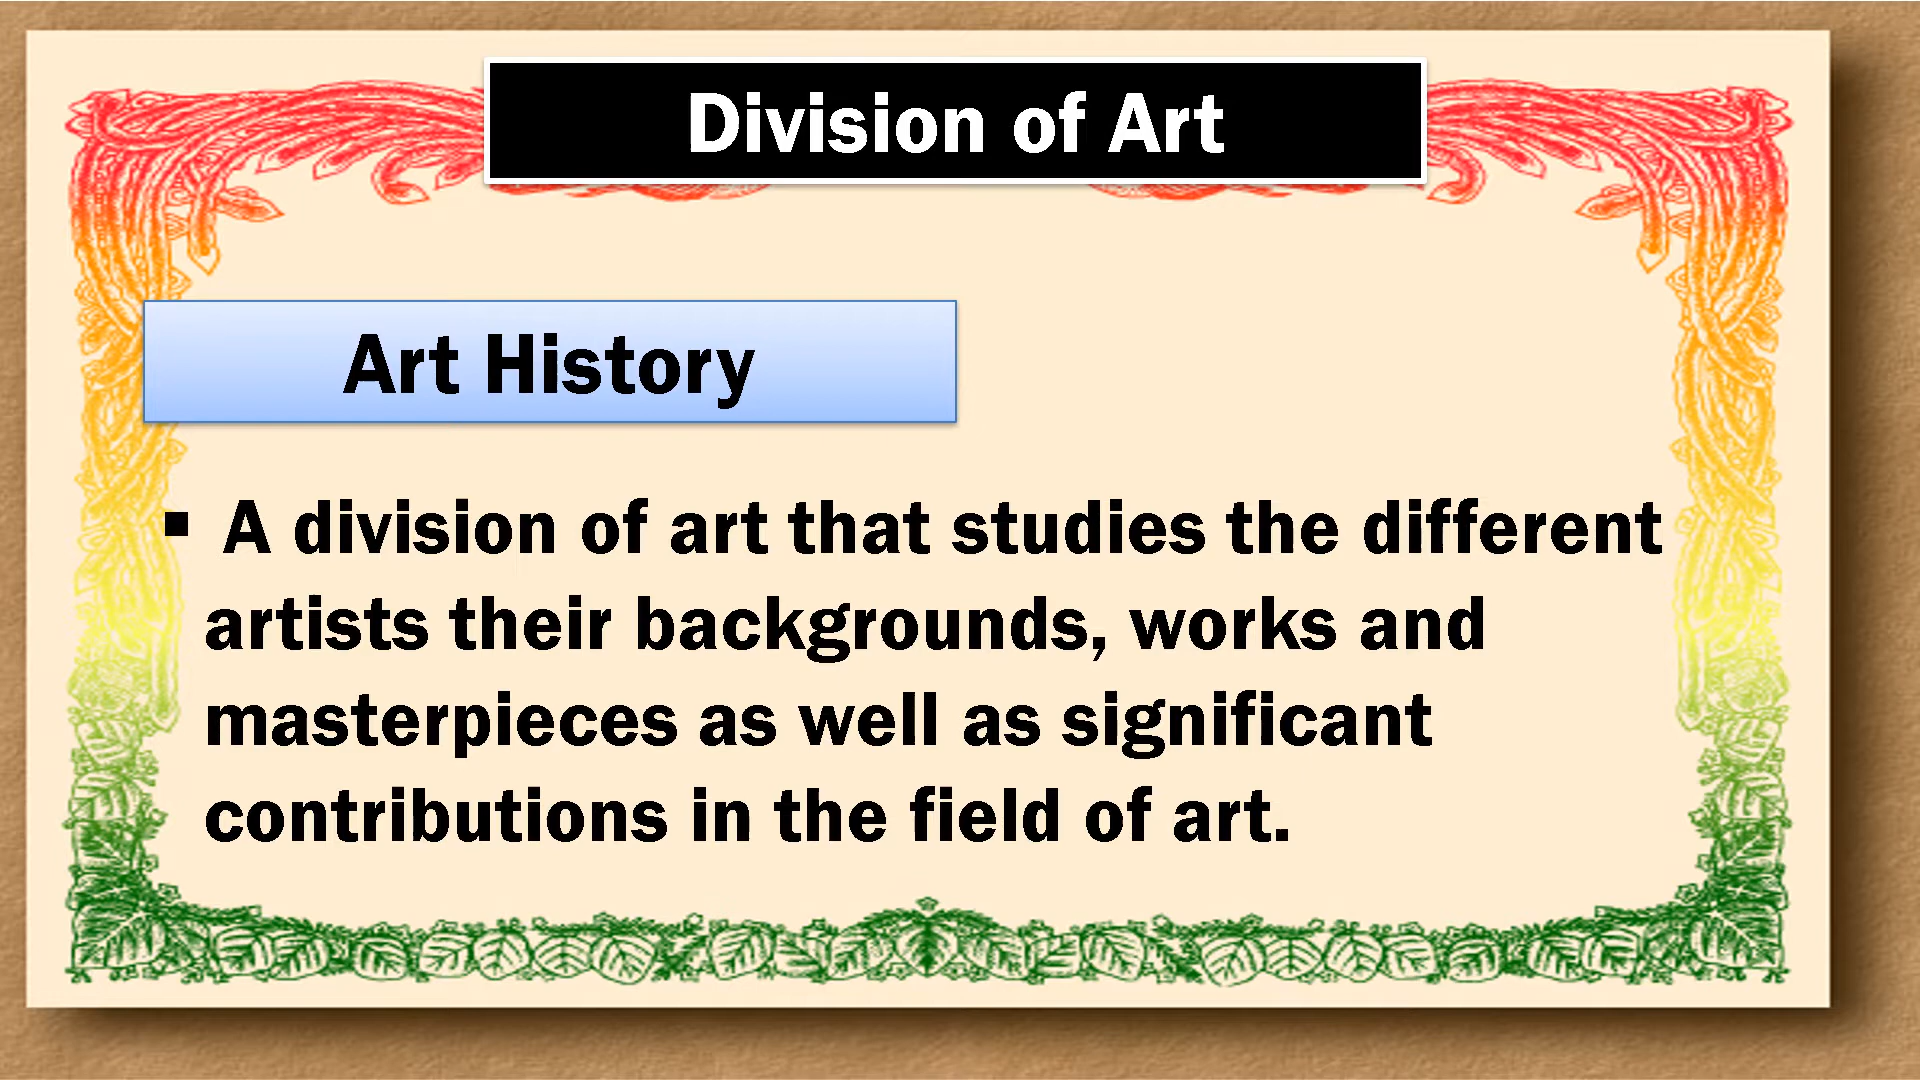 Division of Art
Art History
▪ A division of art that studies the different
artists their backgrounds, works and
masterpieces as well as significant
contributions in the field of art.